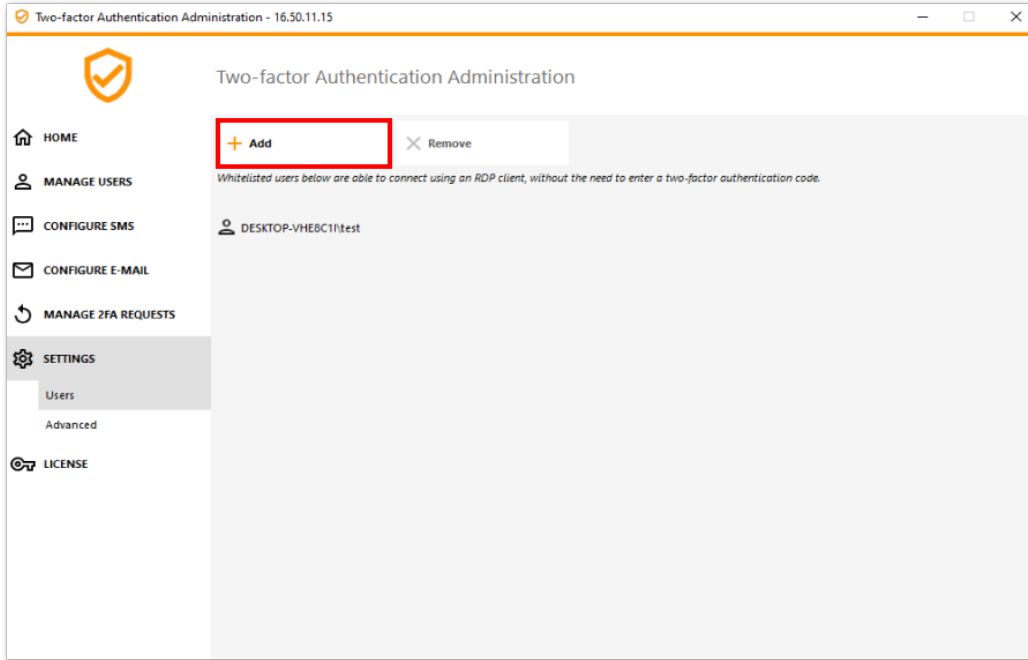 Two-factor Authentication Administration - 16.50.11.15
Two-factor Authentication Administration
HOME
MANAGE USERS
CONFIGURE SMS
CONFIGURE E-MAIL
MANAGE 2FA REQUESTS
SETTINGS
Users
Advanced
LICENSE
Add
Remove
Whitelisted users below are able to connect using an RDP client, without the need to enter a two-factor authentication code.
DESKTOP-VHE8C1I\test